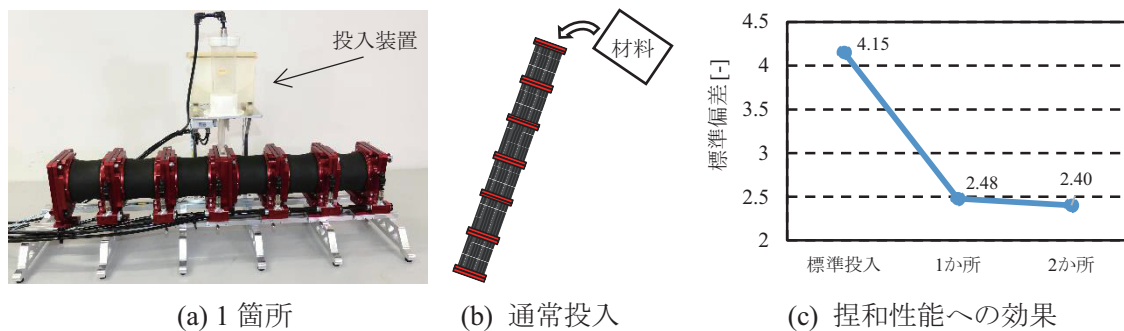 投入装置
材料
4.5
4
3.5
3
2.5
2
標準偏差[-]
4.15
2.48
2.40
標準投入
1か所
2か所
(a) 1 箇所
(b) 通常投入
(c) 捏和性能への効果